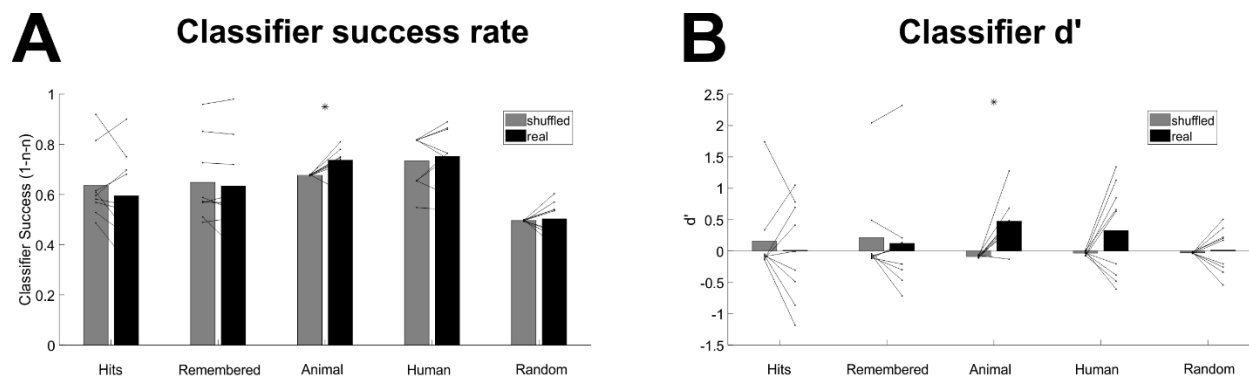 A
Classifier success rate
Classifier Success (1-n-n)
1
0.8
0.6
0.4
0.2
0
*
shuffled
real
Hits Remembered Animal Human Random
B
Classifier d'
d'
2.5
2
1.5
1
0.5
0
-0.5
-1
-1.5
*
shuffled
real
Hits Remembered Animal Human Random